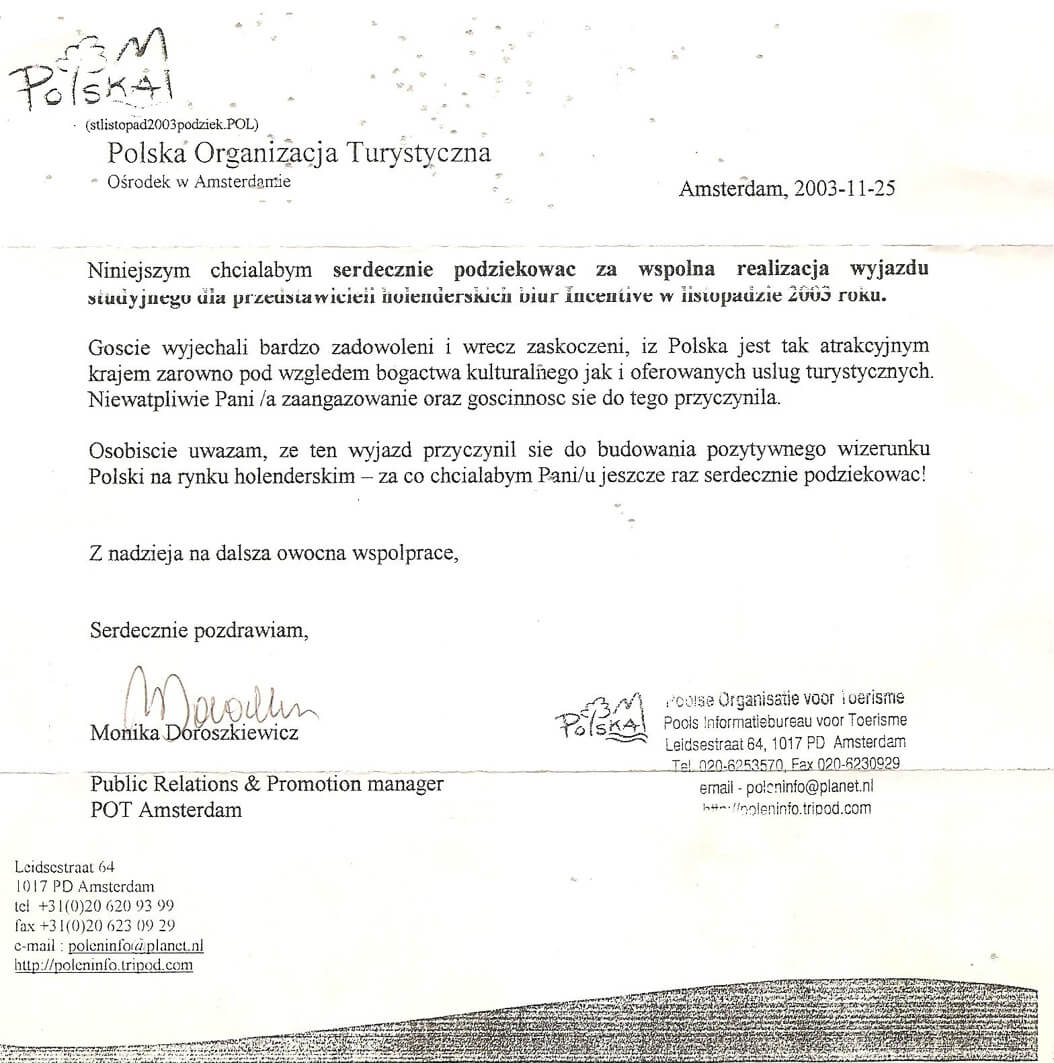 POLSKA
(stlistopad2003podziek.POL)
Polska Organizacja Turystyczna
Ośrodek w Amsterdamie
Amsterdam, 2003-11-25
Niniejszym chcialabym serdecznie podziekowac za wspolna realizacja wyjazdu
studyjnego dla przedstawicieli holenderskich biur Incentive w listopadzie 2003 roku.
Goscie wyjechali bardzo zadowoleni i wrecz zaskoczeni, iz Polska jest tak atrakcyjnym
krajem zarowno pod wzgledem bogactwa kulturalnego jak i oferowanych uslug turystycznych.
Niewatpliwie Pani /a zaangazowanie oraz goscinnosc sie do tego przyczynila.
Osobiscie uwazam, ze ten wyjazd przyczynil sie do budowania pozytywnego wizerunku
Polski na rynku holenderskim – za co chcialabym Pani/u jeszcze raz serdecznie podziekowac!
Z nadzieja na dalsza owocna wspolprace,
Serdecznie pozdrawiam,
Monika Doroszkiewicz
Public Relations & Promotion manager
POT Amsterdam
POLSKA
Poolse Organisatie voor Toerisme
Pools Informatiebureau voor Toerisme
Leidsestraat 64, 1017 PD Amsterdam
Tel. 020-6253570, Fax 020-6230929
email - poleninfo@planet.nl
http://poleninfo.tripod.com
Leidsestraat 64
1017 PD Amsterdam
tel +31(0)20 620 93 99
fax +31(0)20 623 09 29
e-mail : poleninfo@planet.nl
http://poleninfo.tripod.com